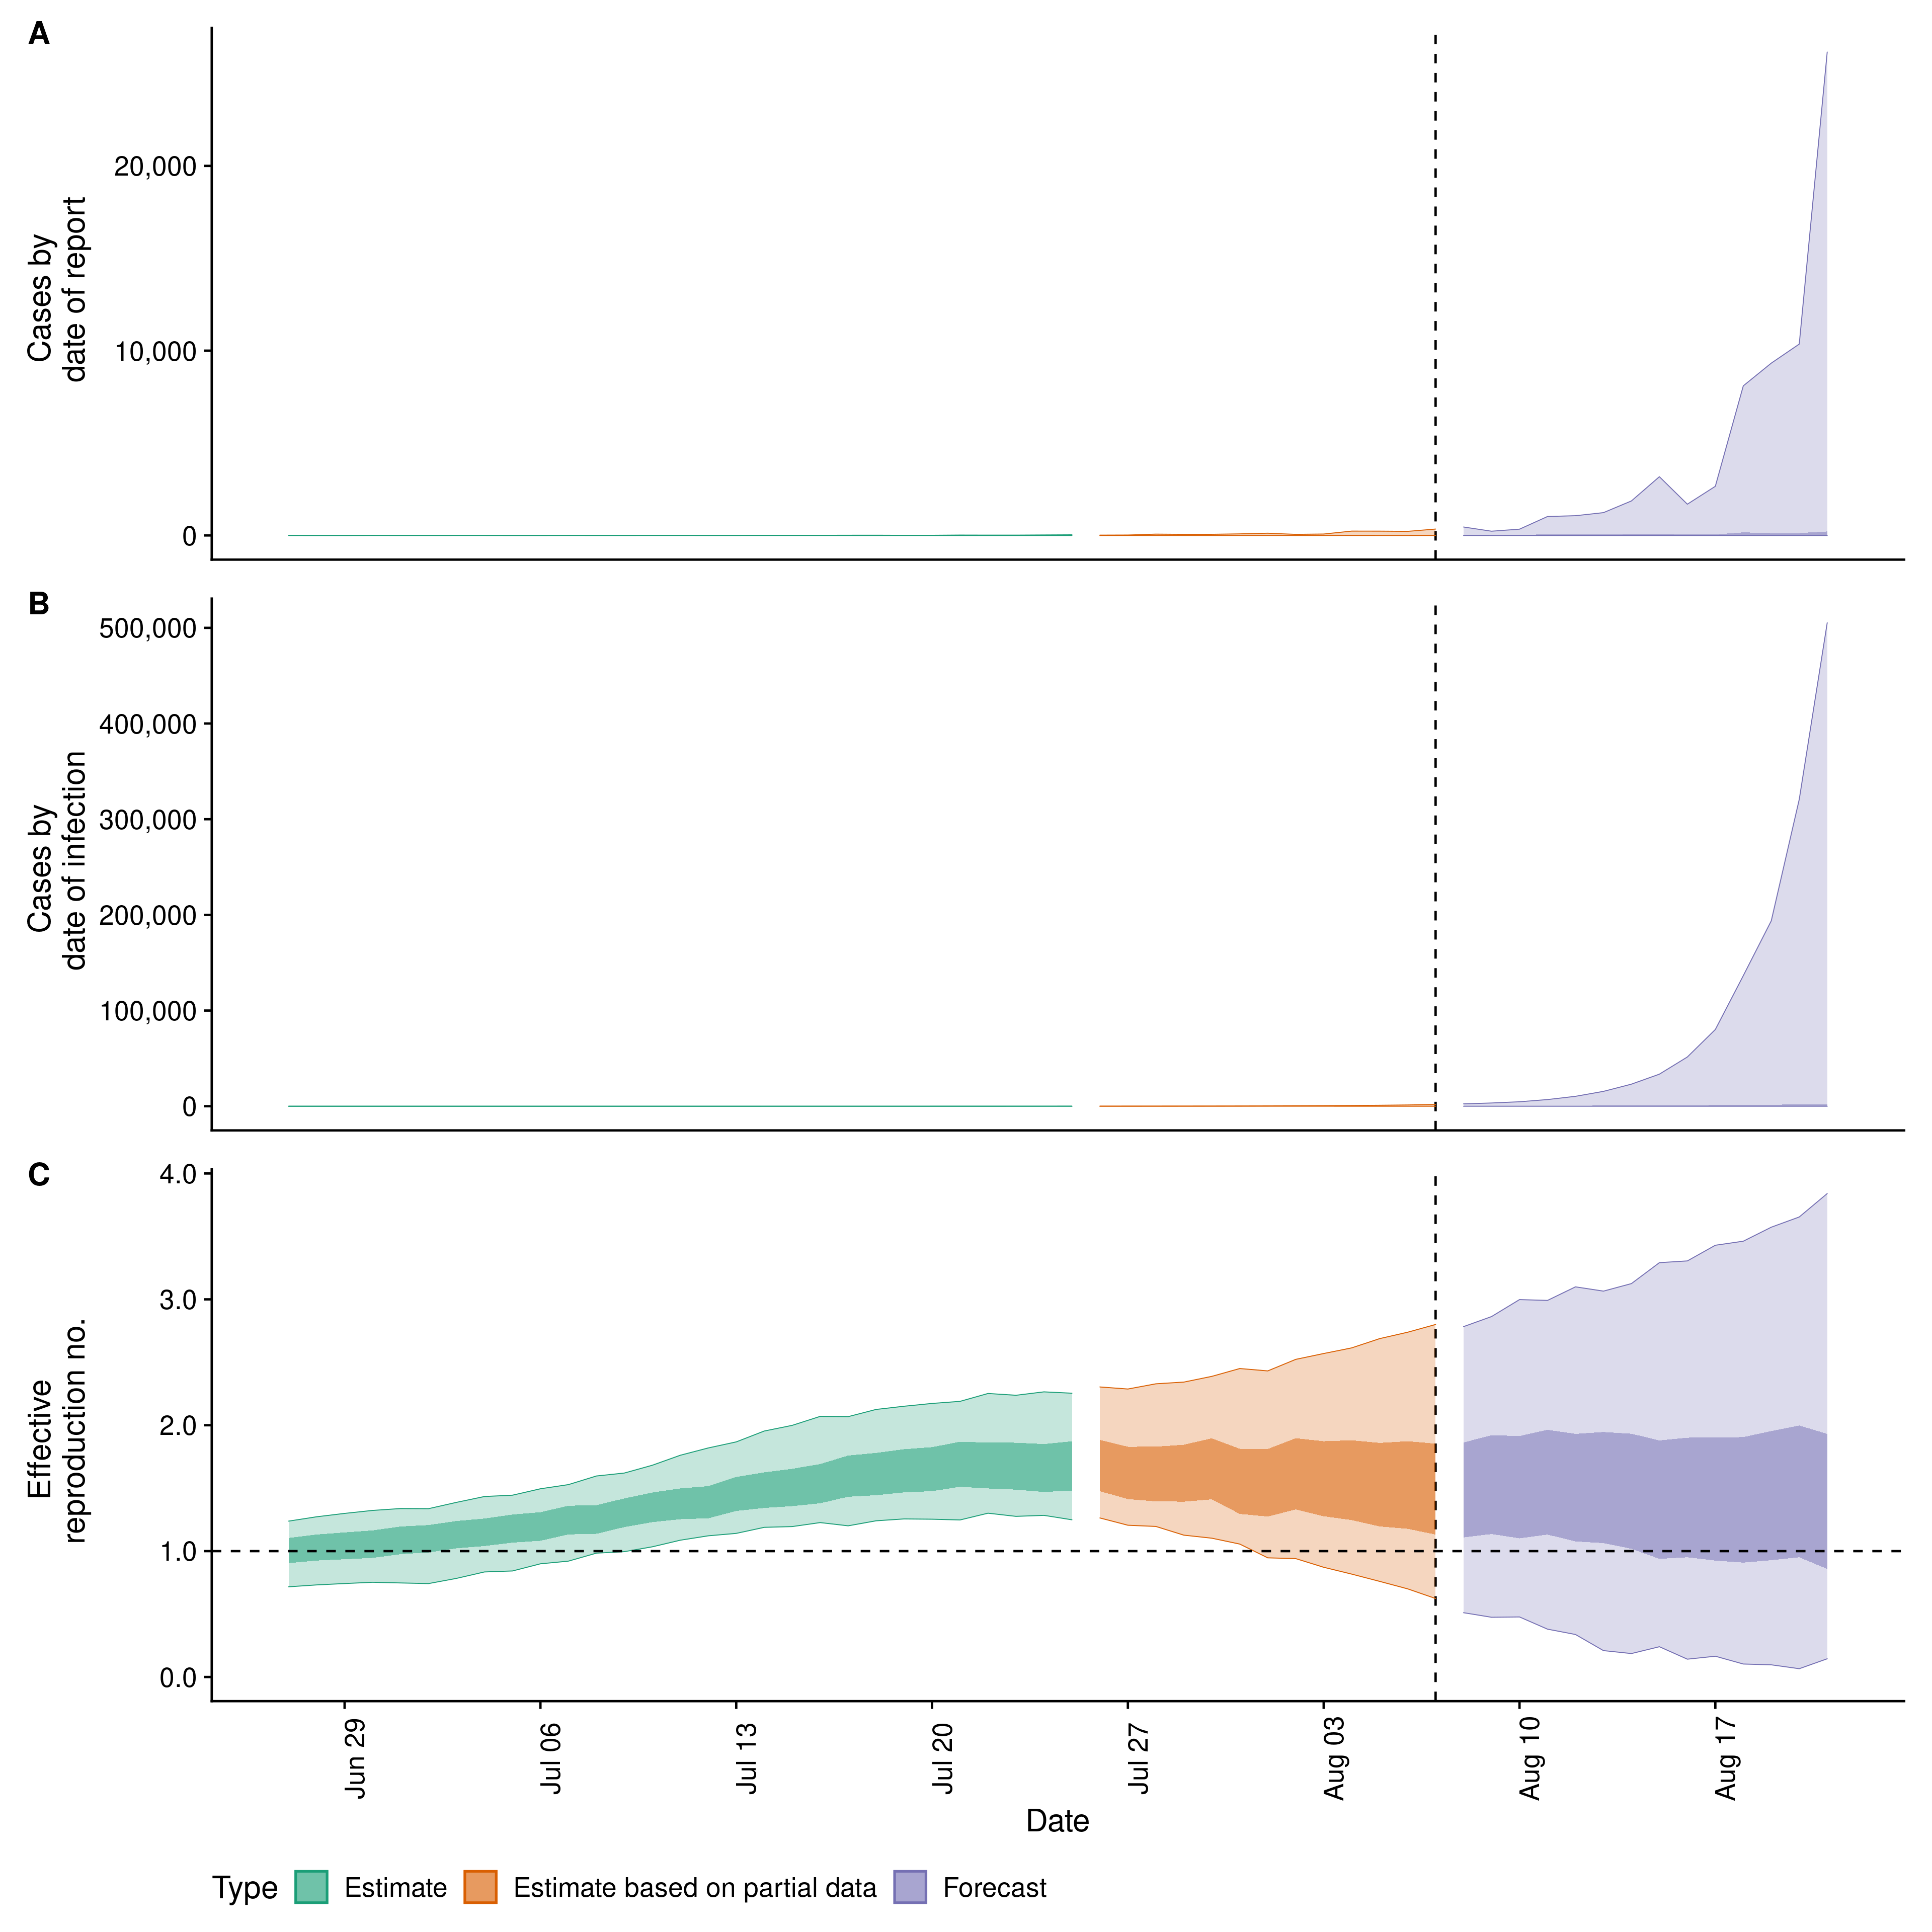 A
Cases by
date of report
20,000
10,000
0
B
Cases by
date of infection
500,000
400,000
300,000
200,000
100,000
0
C
Effective
reproduction no.
4.0
3.0
2.0
1.0
0.0
Jun 29
Jul 06
Jul 13
Jul 20
Jul 27
Aug 03
Aug 10
Aug 17
Date
Type Estimate Estimate based on partial data Forecast